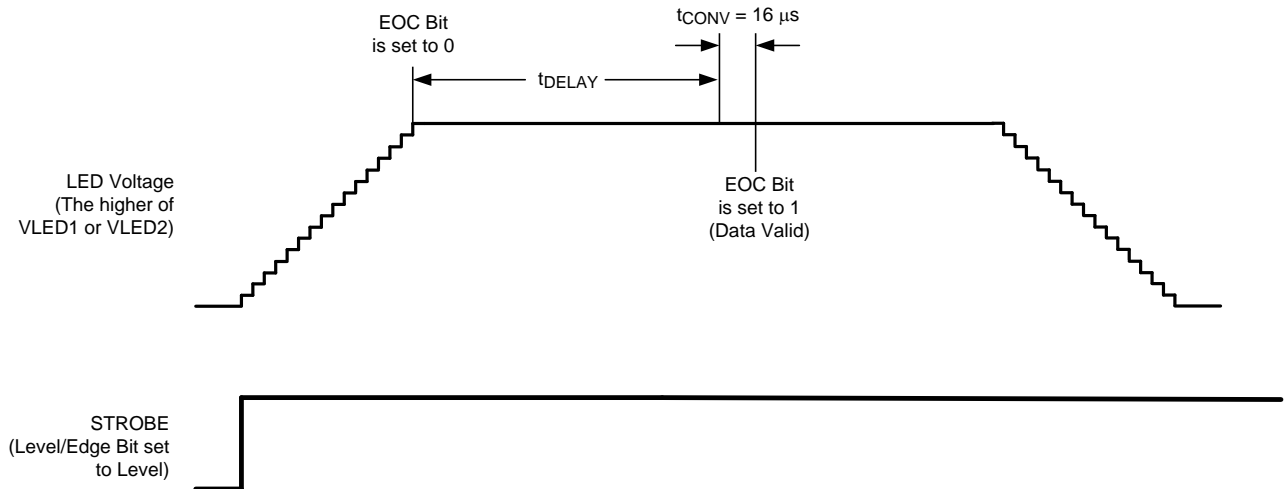 EOC Bit
is set to 0
tCONV = 16 μs
tDELAY
LED Voltage
(The higher of
VLED1 or VLED2)
EOC Bit
is set to 1
(Data Valid)
STROBE
(Level/Edge Bit set
to Level)